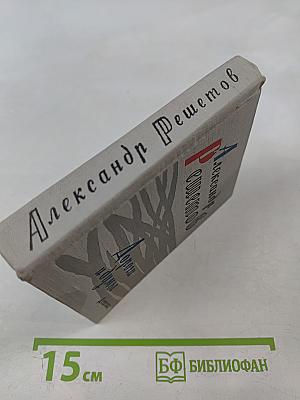 Александр Решетов
Александр
Решетов
15 см
БФ БИБЛИОФАН